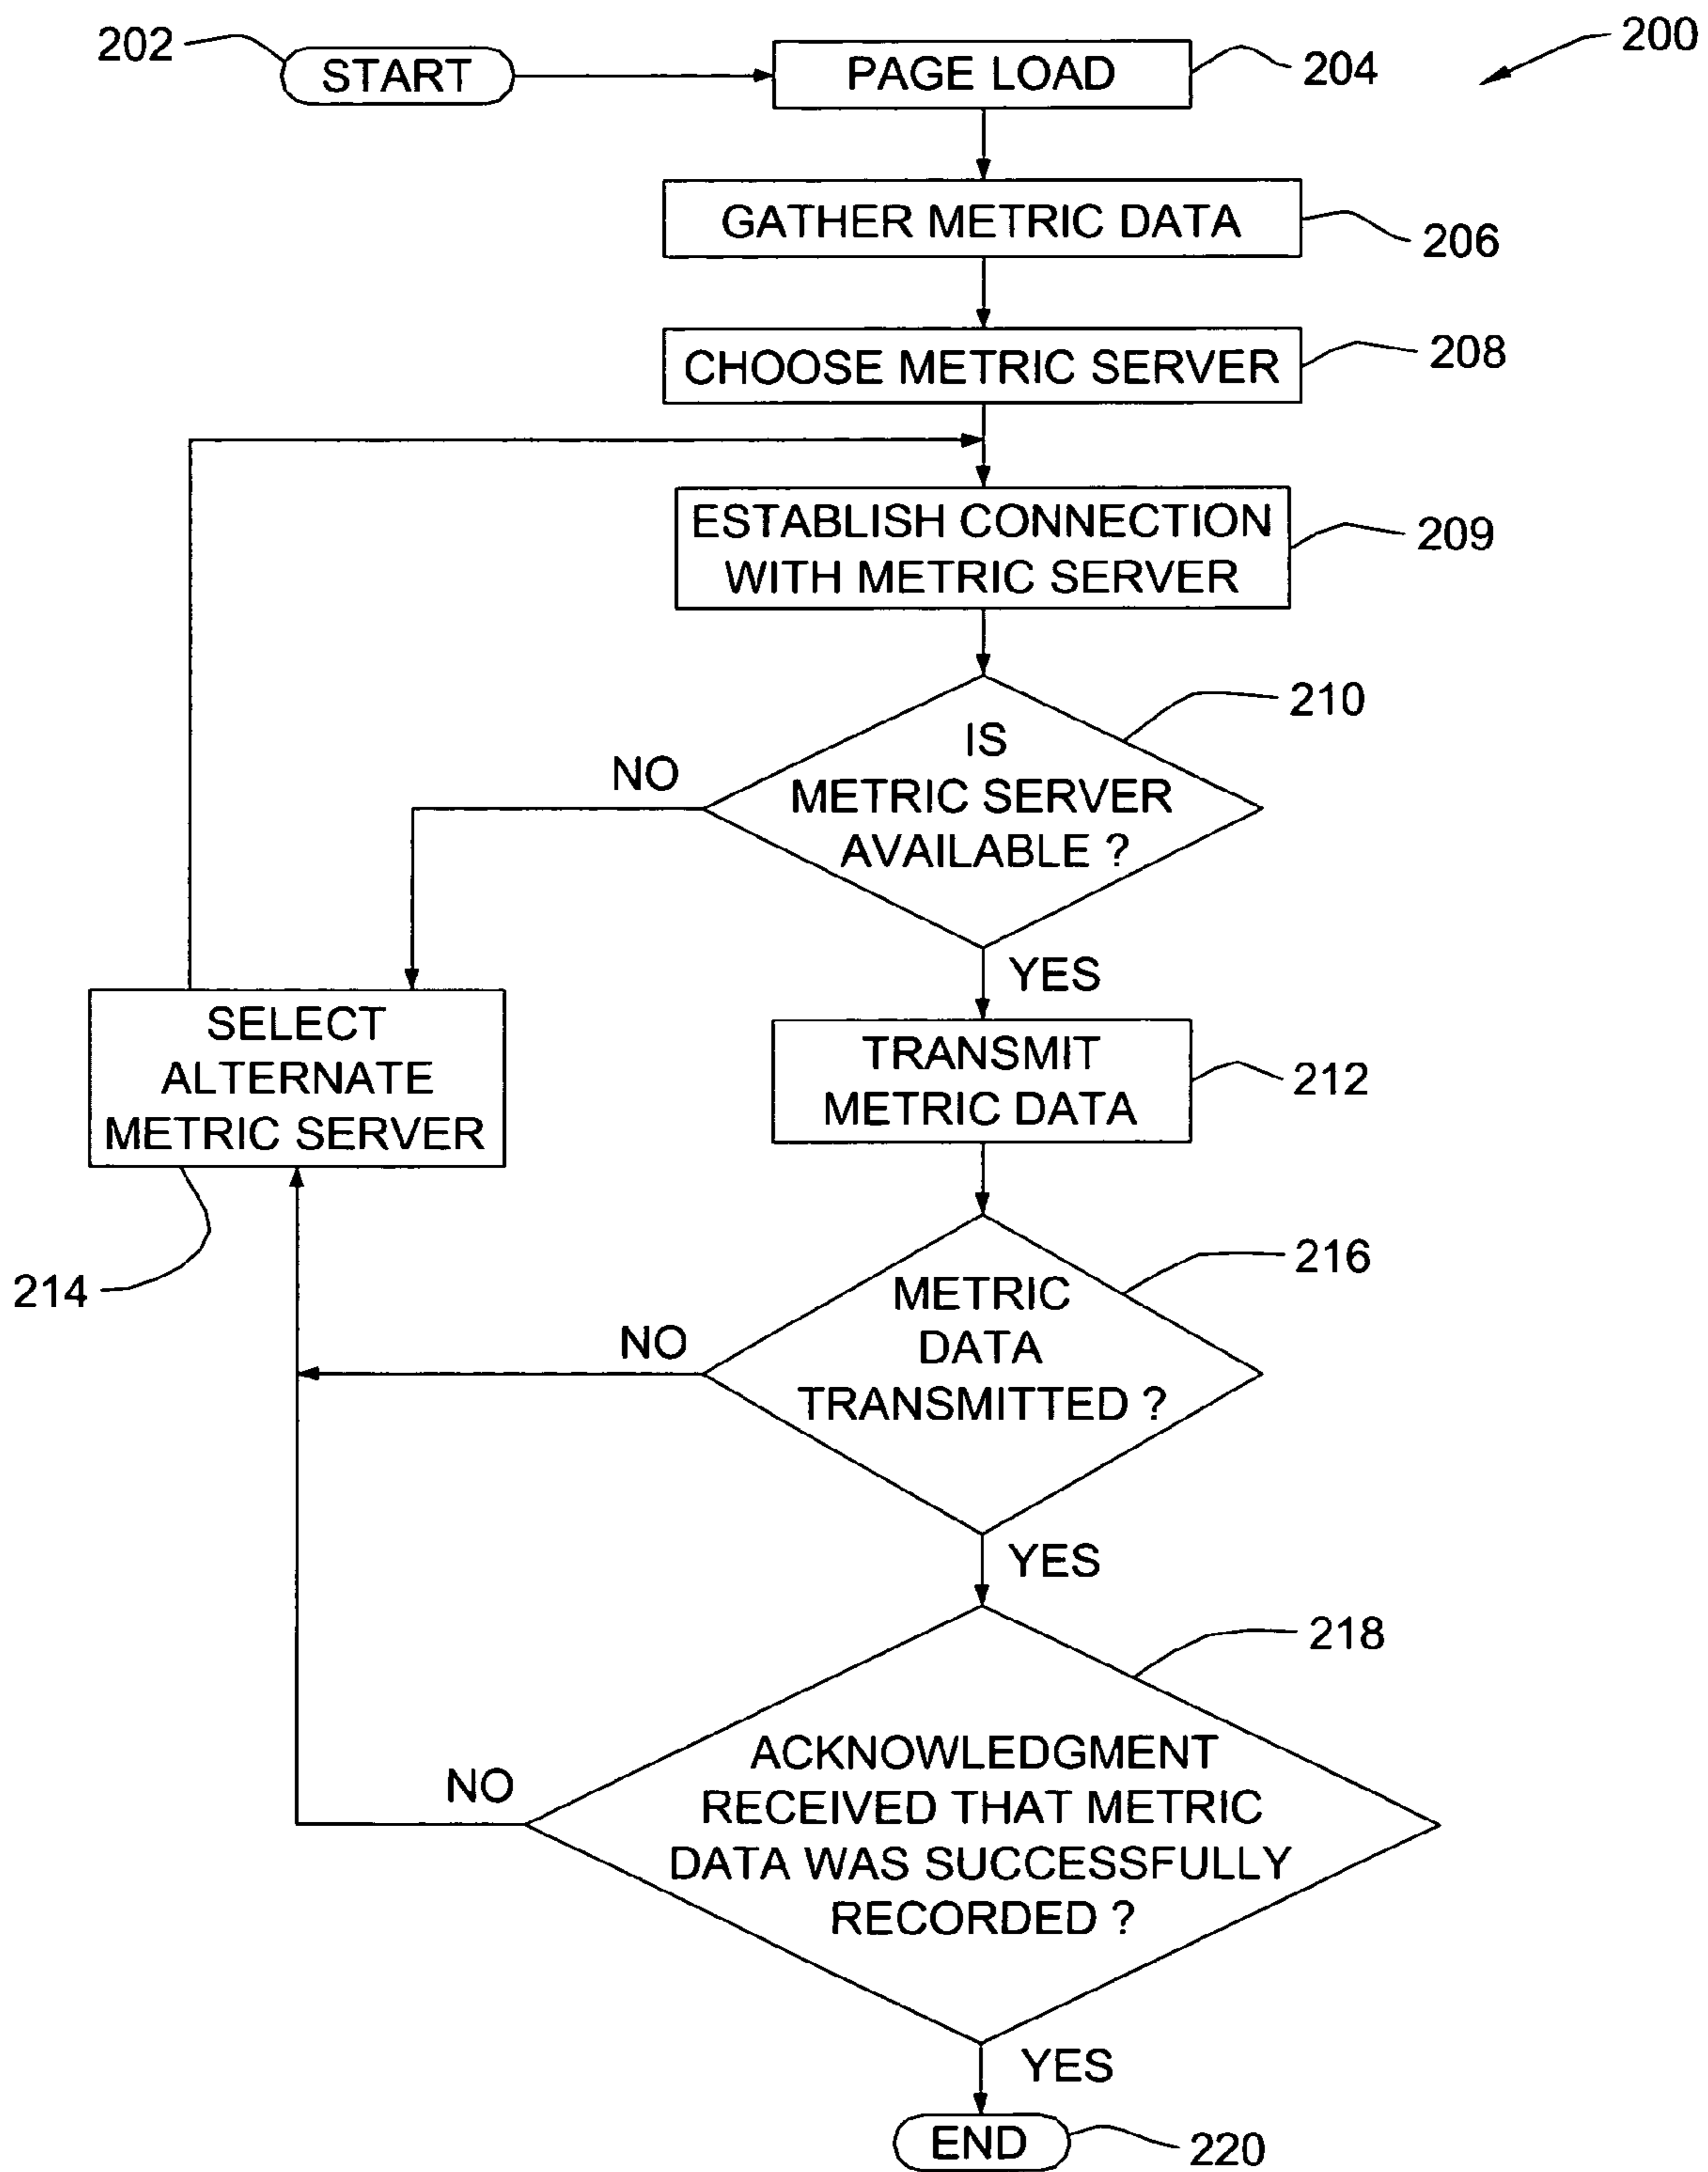 200
202
START
PAGE LOAD
204
GATHER METRIC DATA
206
CHOOSE METRIC SERVER
208
ESTABLISH CONNECTION
WITH METRIC SERVER
209
IS
METRIC SERVER
AVAILABLE ?
210
NO
YES
SELECT
ALTERNATE
METRIC SERVER
214
TRANSMIT
METRIC DATA
212
METRIC
DATA
TRANSMITTED ?
216
NO
YES
ACKNOWLEDGMENT
RECEIVED THAT METRIC
DATA WAS SUCCESSFULLY
RECORDED ?
218
NO
YES
END
220